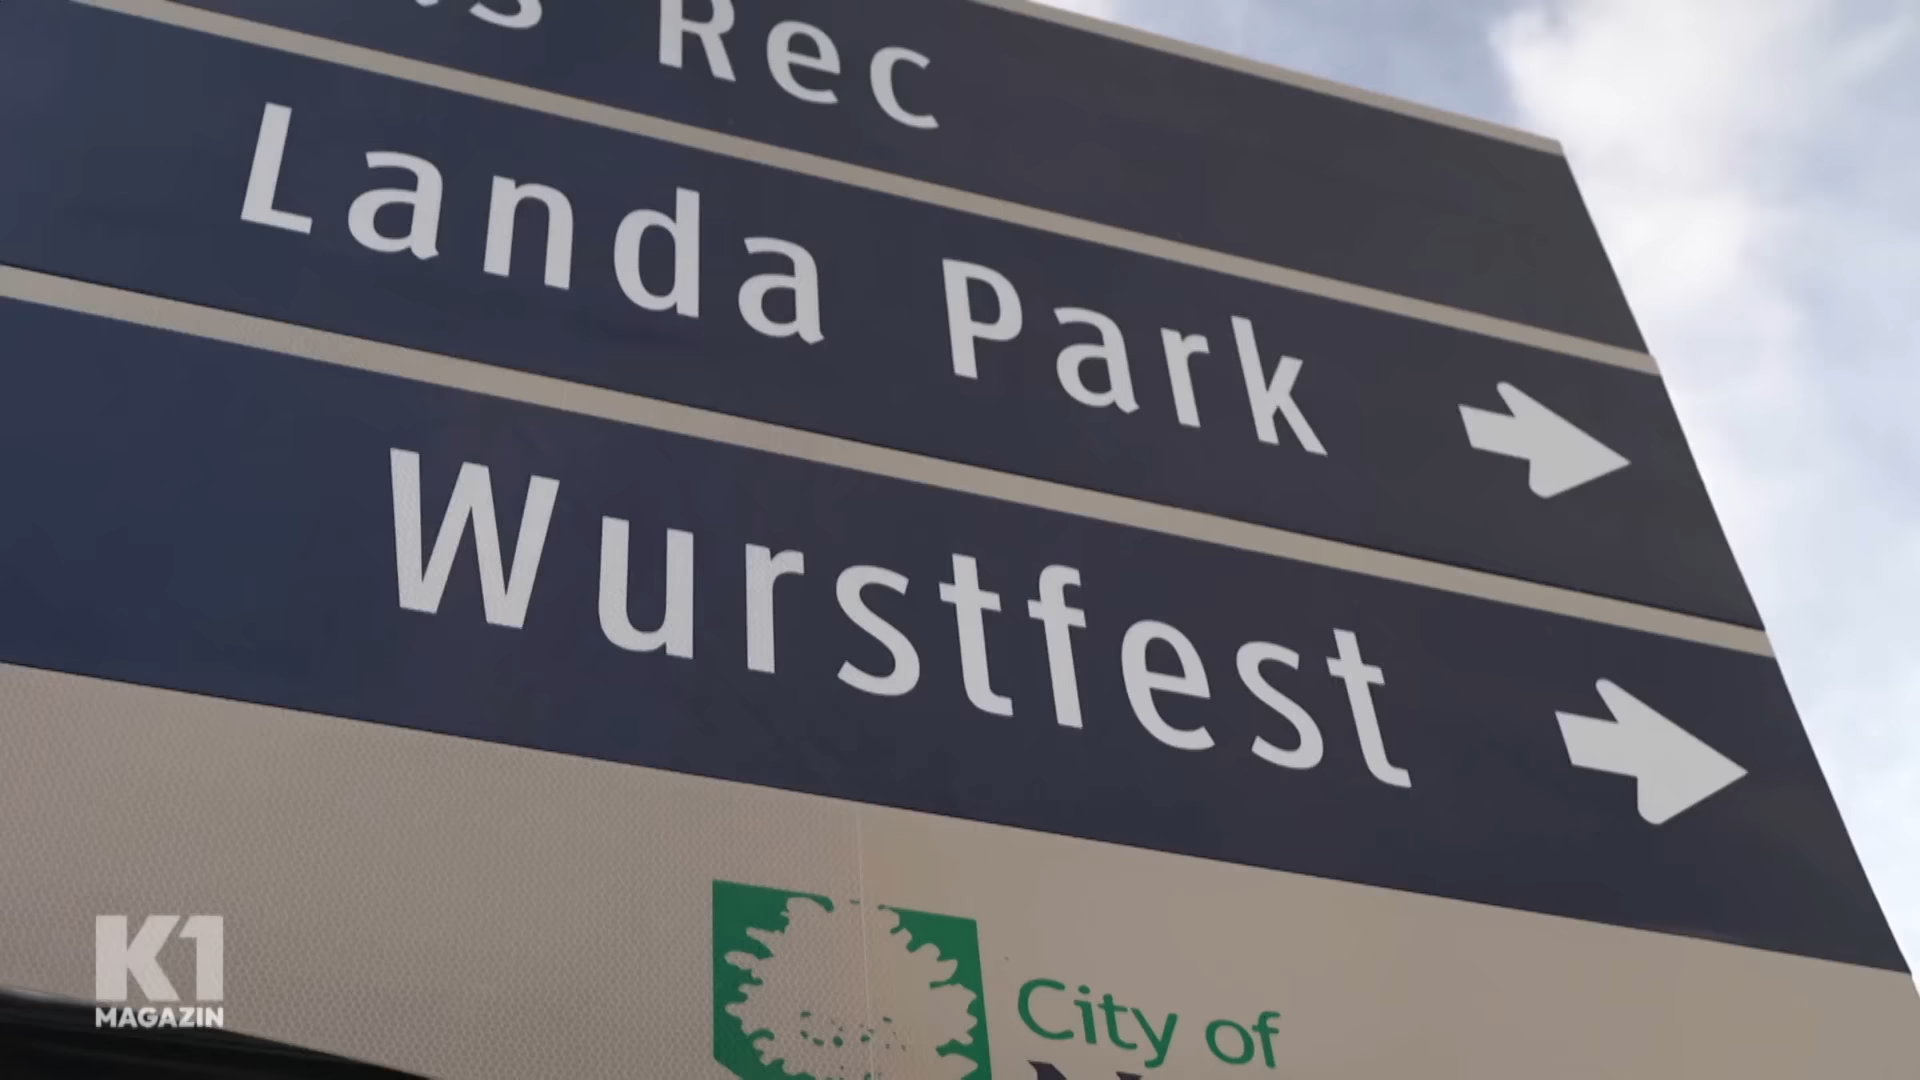 Rec
Landa Park
Wurstfest
City of
K1
MAGAZIN